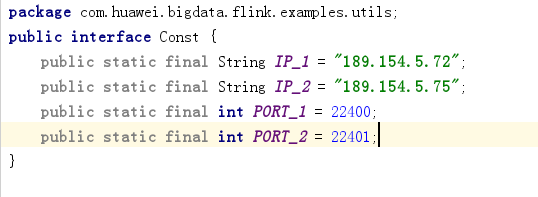 package com.huawei.bigdata.flink.examples.utils;
public interface Const {
    public static final String IP_1 = "189.154.5.72";
    public static final String IP_2 = "189.154.5.75";
    public static final int PORT_1 = 22400;
    public static final int PORT_2 = 22401;
}